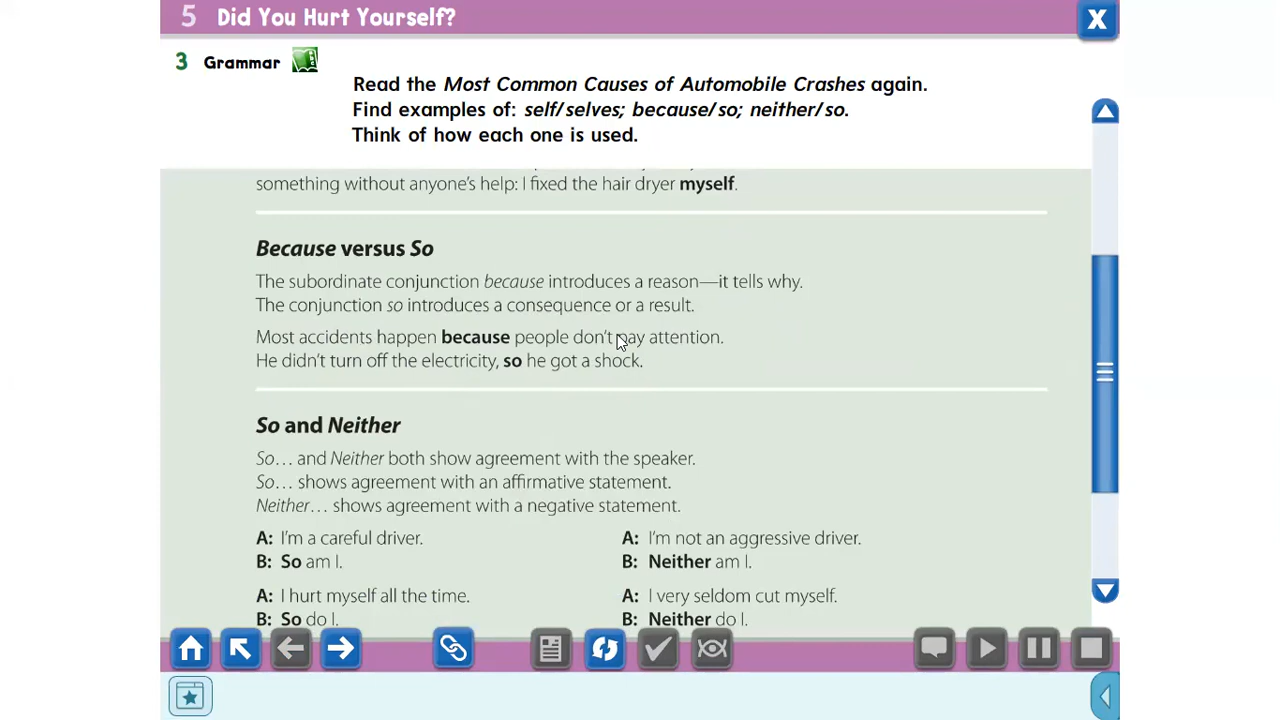 5 Did You Hurt Yourself?
X
3 Grammar
Read the Most Common Causes of Automobile Crashes again.
Find examples of: self/selves; because/so; neither/so.
Think of how each one is used.
something without anyone's help: I fixed the hair dryer myself.
Because versus So
The subordinate conjunction because introduces a reason—it tells why.
The conjunction so introduces a consequence or a result.
Most accidents happen because people don't pay attention.
He didn't turn off the electricity, so he got a shock.
So and Neither
So… and Neither both show agreement with the speaker.
So… shows agreement with an affirmative statement.
Neither… shows agreement with a negative statement.
A: I'm a careful driver.
B: So am I.
A: I'm not an aggressive driver.
B: Neither am I.
A: I hurt myself all the time.
B: So do I.
A: I very seldom cut myself.
B: Neither do I.